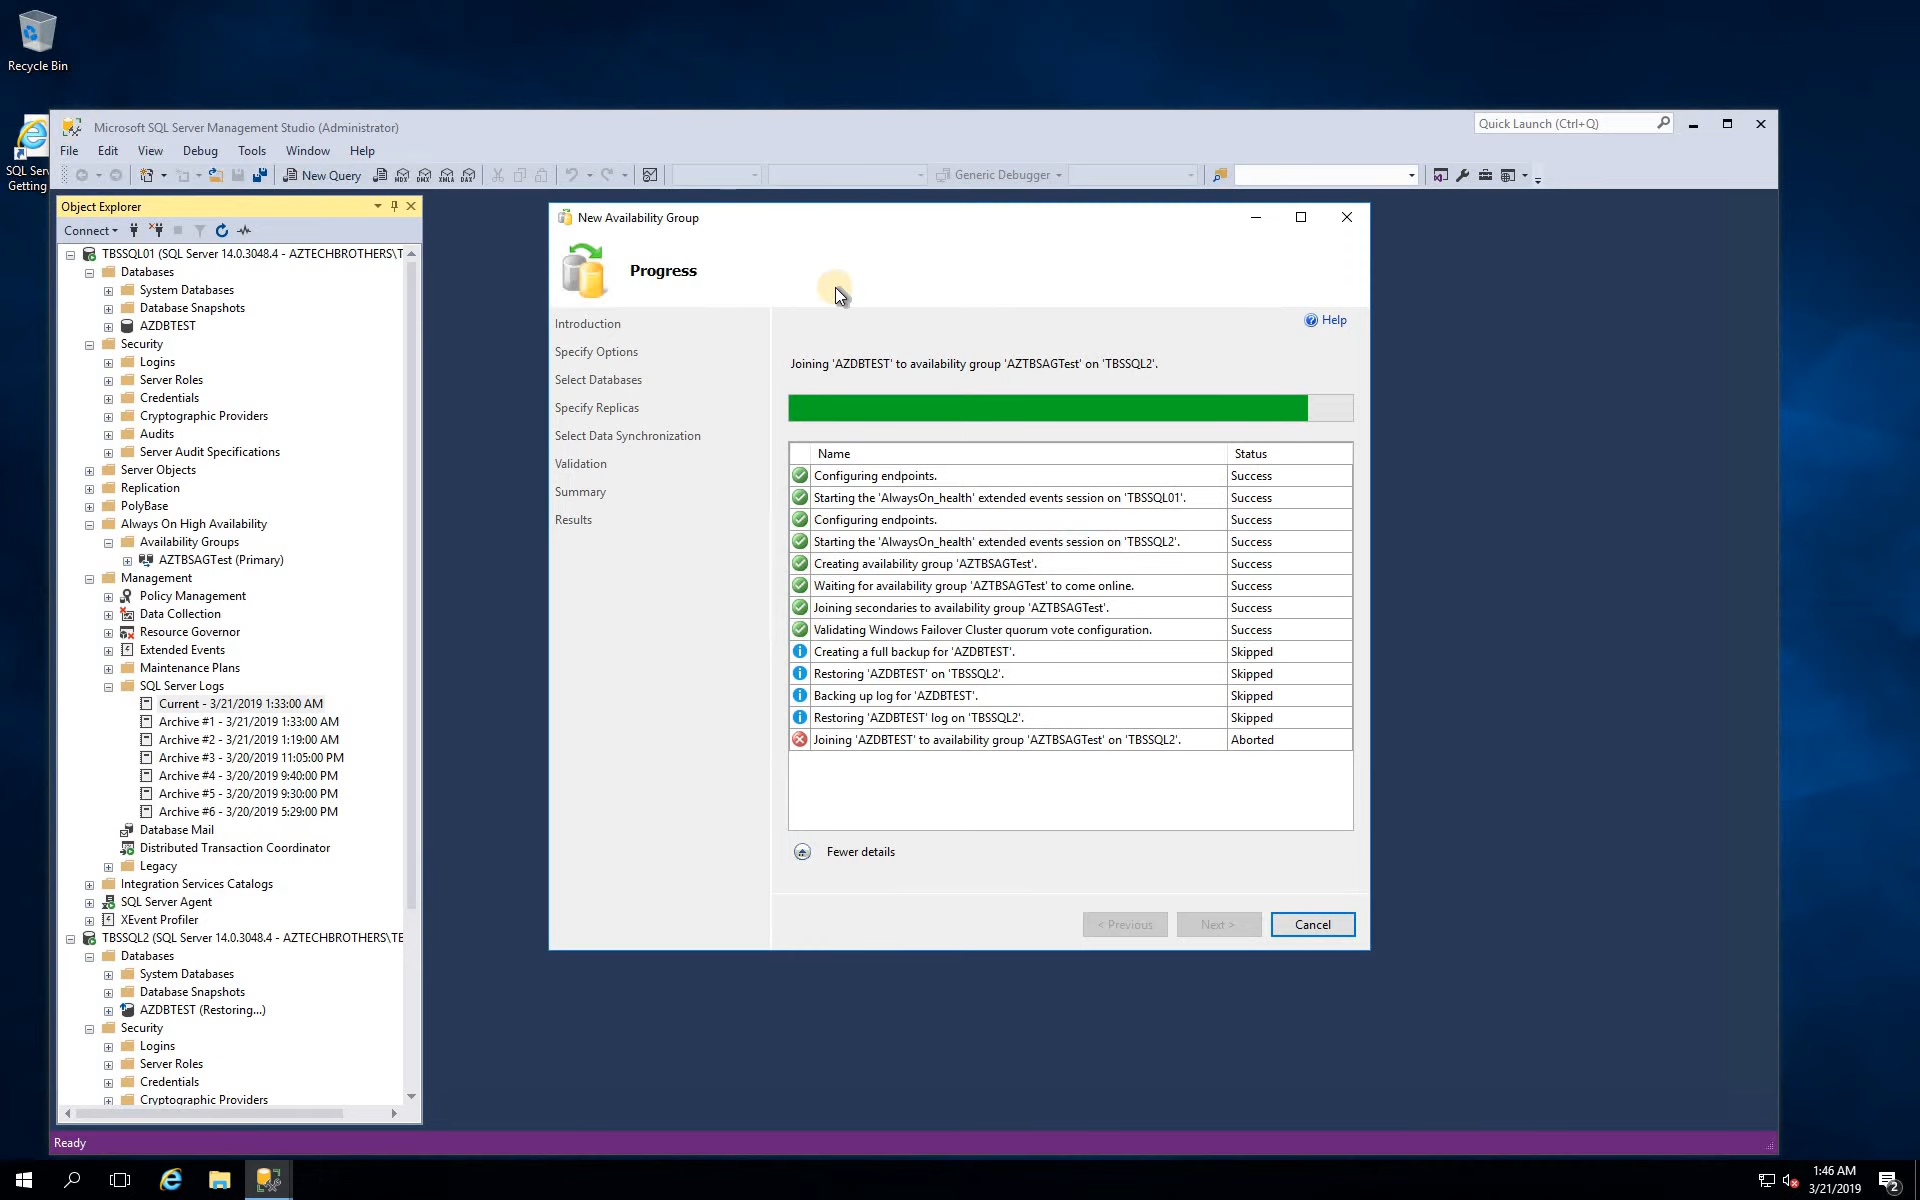 Recycle Bin
SQL Ser
Getting
Microsoft SQL Server Management Studio (Administrator)
Quick Launch (Ctrl+Q)
File Edit View Debug Tools Window Help
New Query
MDX DMX XMLA DAX
Generic Debugger
Object Explorer
Connect
TBSSQL01 (SQL Server 14.0.3048.4 - AZTECHBROTHERS\T
Databases
System Databases
Database Snapshots
AZDBTEST
Security
Logins
Server Roles
Credentials
Cryptographic Providers
Audits
Server Audit Specifications
Server Objects
Replication
PolyBase
Always On High Availability
Availability Groups
AZTBSAGTest (Primary)
Management
Policy Management
Data Collection
Resource Governor
Extended Events
Maintenance Plans
SQL Server Logs
Current - 3/21/2019 1:33:00 AM
Archive #1 - 3/21/2019 1:33:00 AM
Archive #2 - 3/21/2019 1:19:00 AM
Archive #3 - 3/20/2019 11:05:00 PM
Archive #4 - 3/20/2019 9:40:00 PM
Archive #5 - 3/20/2019 9:30:00 PM
Archive #6 - 3/20/2019 5:29:00 PM
Database Mail
Distributed Transaction Coordinator
Legacy
Integration Services Catalogs
SQL Server Agent
XEvent Profiler
TBSSQL2 (SQL Server 14.0.3048.4 - AZTECHBROTHERS\TE
Databases
System Databases
Database Snapshots
AZDBTEST (Restoring...)
Security
Logins
Server Roles
Credentials
Cryptographic Providers
New Availability Group
Progress
Introduction
Specify Options
Select Databases
Specify Replicas
Select Data Synchronization
Validation
Summary
Results
Help
Joining 'AZDBTEST' to availability group 'AZTBSAGTest' on 'TBSSQL2'.
Name Status
Configuring endpoints. Success
Starting the 'AlwaysOn_health' extended events session on 'TBSSQL01'. Success
Configuring endpoints. Success
Starting the 'AlwaysOn_health' extended events session on 'TBSSQL2'. Success
Creating availability group 'AZTBSAGTest'. Success
Waiting for availability group 'AZTBSAGTest' to come online. Success
Joining secondaries to availability group 'AZTBSAGTest'. Success
Validating Windows Failover Cluster quorum vote configuration. Success
Creating a full backup for 'AZDBTEST'. Skipped
Restoring 'AZDBTEST' on 'TBSSQL2'. Skipped
Backing up log for 'AZDBTEST'. Skipped
Restoring 'AZDBTEST' log on 'TBSSQL2'. Skipped
Joining 'AZDBTEST' to availability group 'AZTBSAGTest' on 'TBSSQL2'. Aborted
Fewer details
< Previous Next > Cancel
Ready
1:46 AM
3/21/2019
2